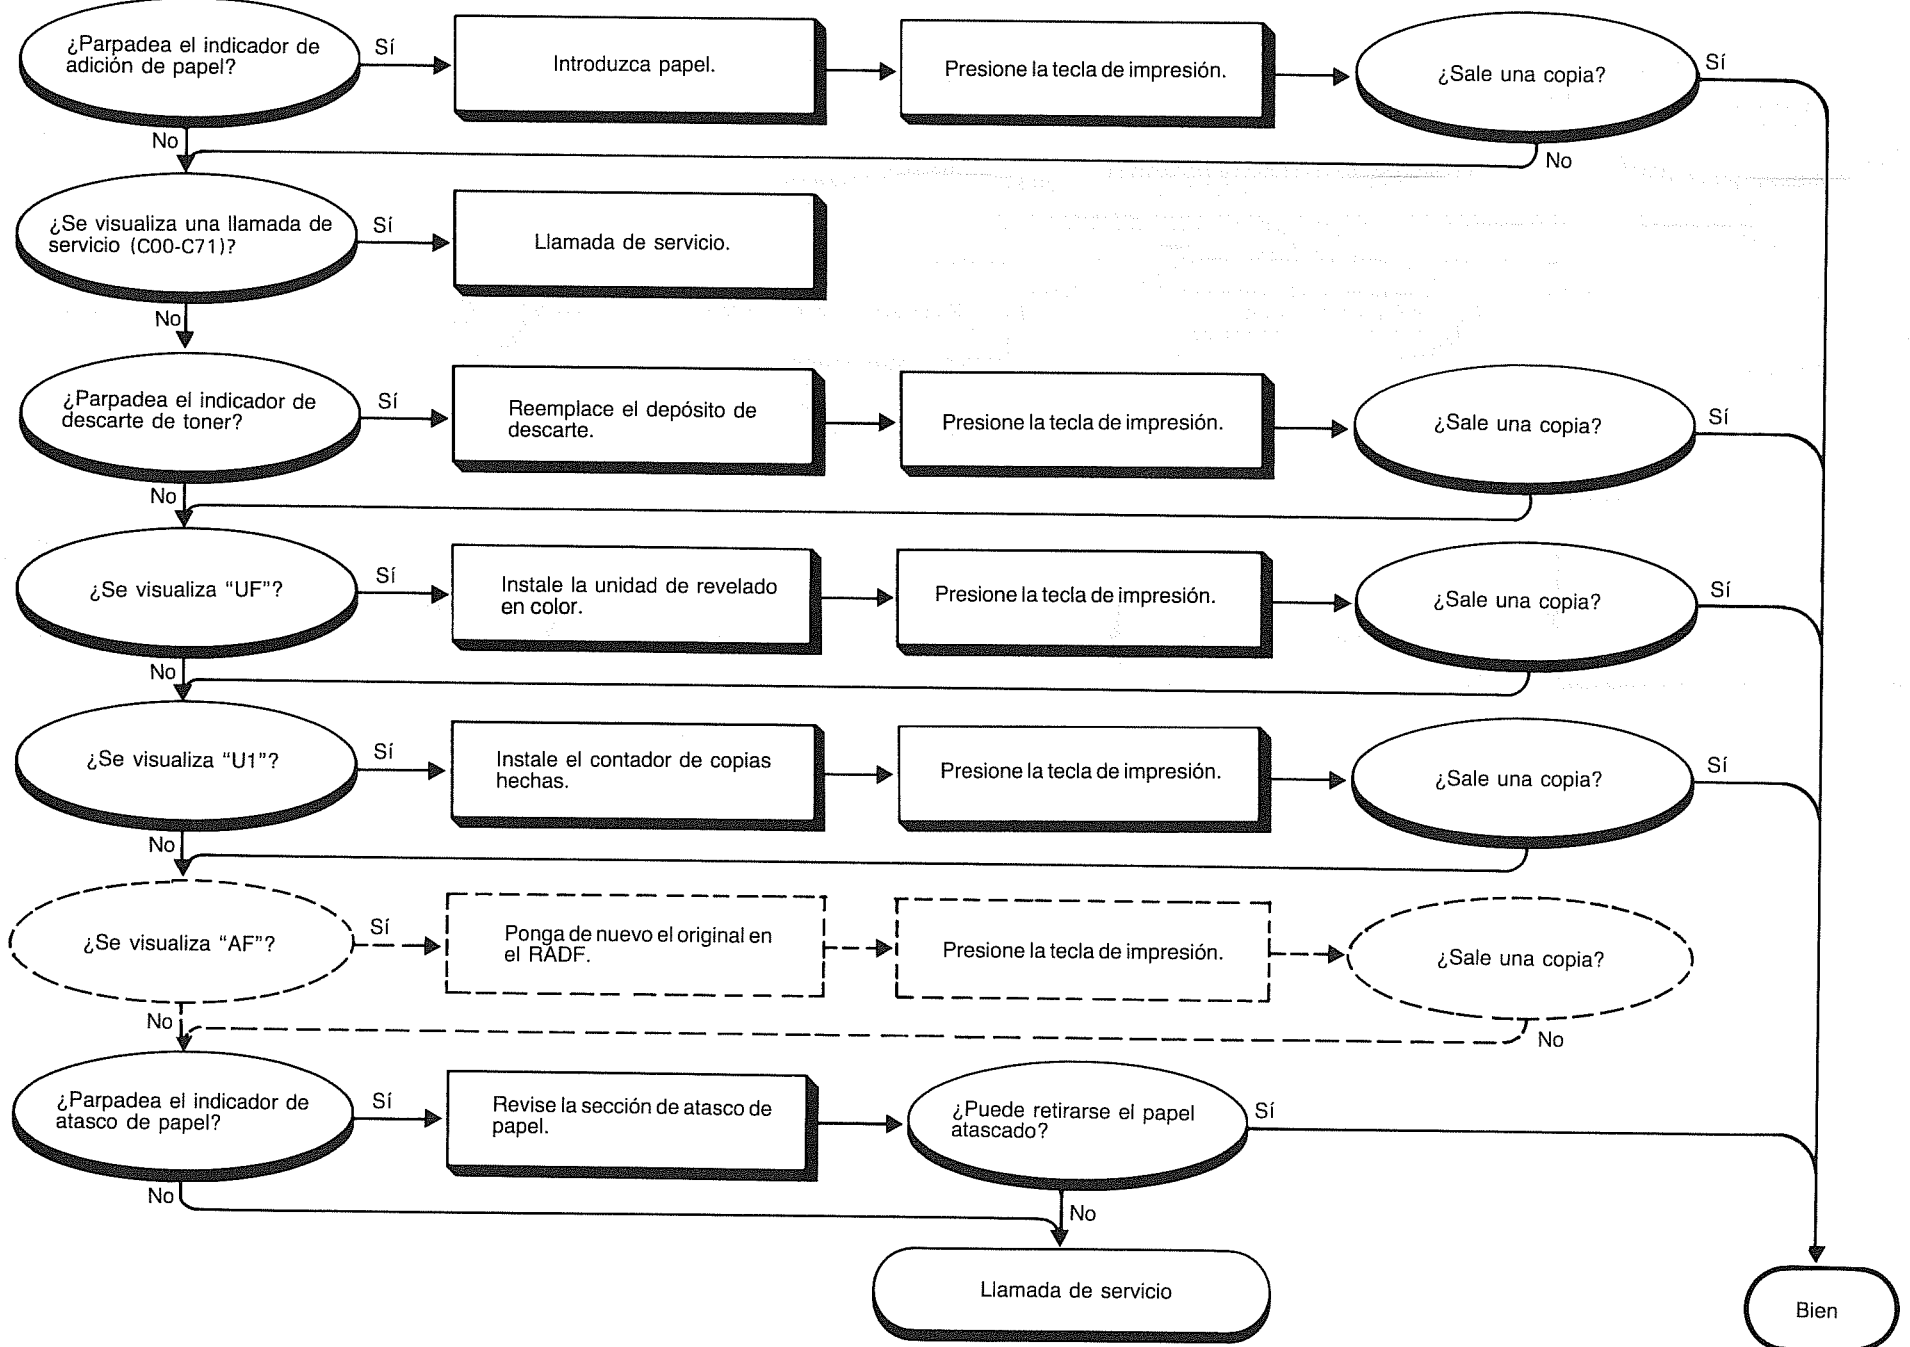 ¿Parpadea el indicador de
adición de papel?
Sí
Introduzca papel.
Presione la tecla de impresión.
¿Sale una copia?
Sí
No
No
¿Se visualiza una llamada de
servicio (C00-C71)?
Sí
Llamada de servicio.
No
¿Parpadea el indicador de
descarte de toner?
Sí
Reemplace el depósito de
descarte.
Presione la tecla de impresión.
¿Sale una copia?
Sí
No
¿Se visualiza “UF”?
Sí
Instale la unidad de revelado
en color.
Presione la tecla de impresión.
¿Sale una copia?
Sí
No
¿Se visualiza “U1”?
Sí
Instale el contador de copias
hechas.
Presione la tecla de impresión.
¿Sale una copia?
Sí
No
¿Se visualiza “AF”?
Sí
Ponga de nuevo el original en
el RADF.
Presione la tecla de impresión.
¿Sale una copia?
No
No
¿Parpadea el indicador de
atasco de papel?
Sí
Revise la sección de atasco de
papel.
¿Puede retirarse el papel
atascado?
Sí
No
No
Llamada de servicio
Bien